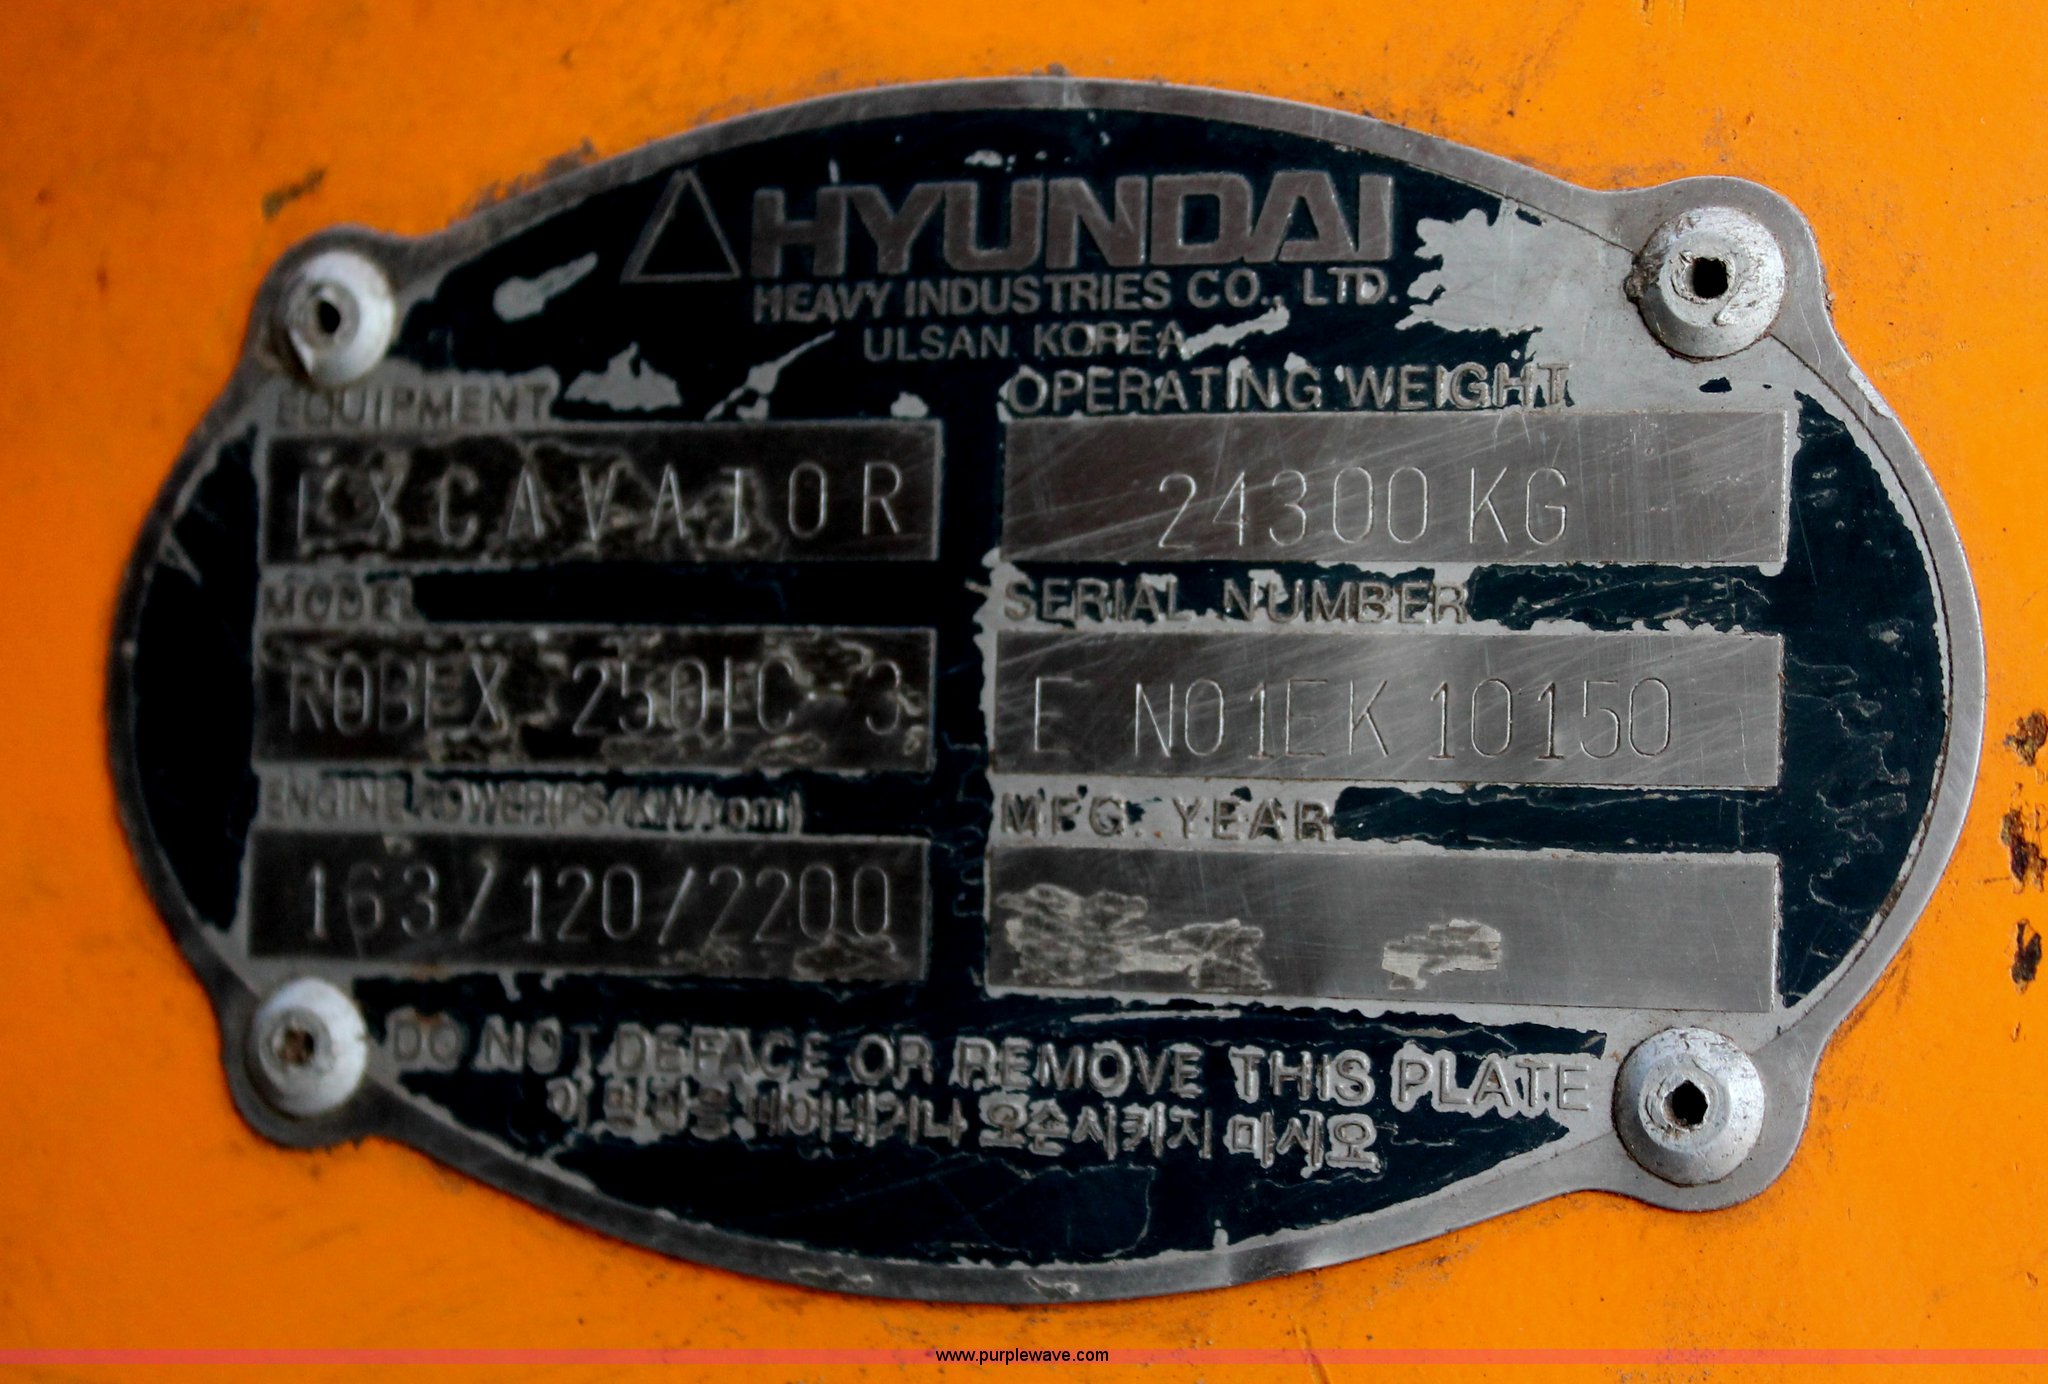 HYUNDAI
HEAVY INDUSTRIES CO., LTD.
ULSAN KOREA
EQUIPMENT
EXCAVATOR
OPERATING WEIGHT
24300 KG
MODEL
ROBEX 250lC-3
SERIAL NUMBER
E N01EK10150
ENGINE POWER(PS/KW/rpm)
163/120/2200
MFG. YEAR
DO NOT DEFACE OR REMOVE THIS PLATE
이 명판을 떼어내거나 오손시키지 마시오
www.purplewave.com